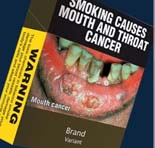 SMOKING CAUSES
MOUTH AND THROAT
CANCER
WARNING
Mouth cancer
Brand
Variant